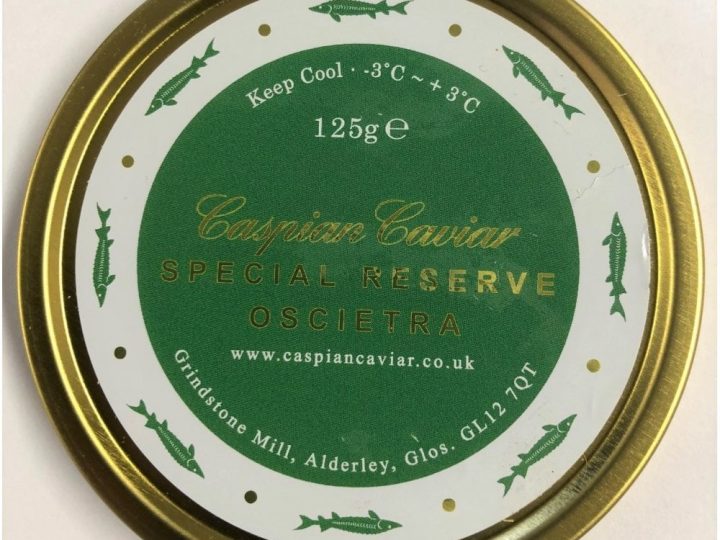 Keep Cool · -3°C ~ + 3°C
125g ℮
Caspian Caviar
SPECIAL RESERVE
OSCIETRA
www.caspiancaviar.co.uk
Grindstone Mill, Alderley, Glos. GL12 7QT